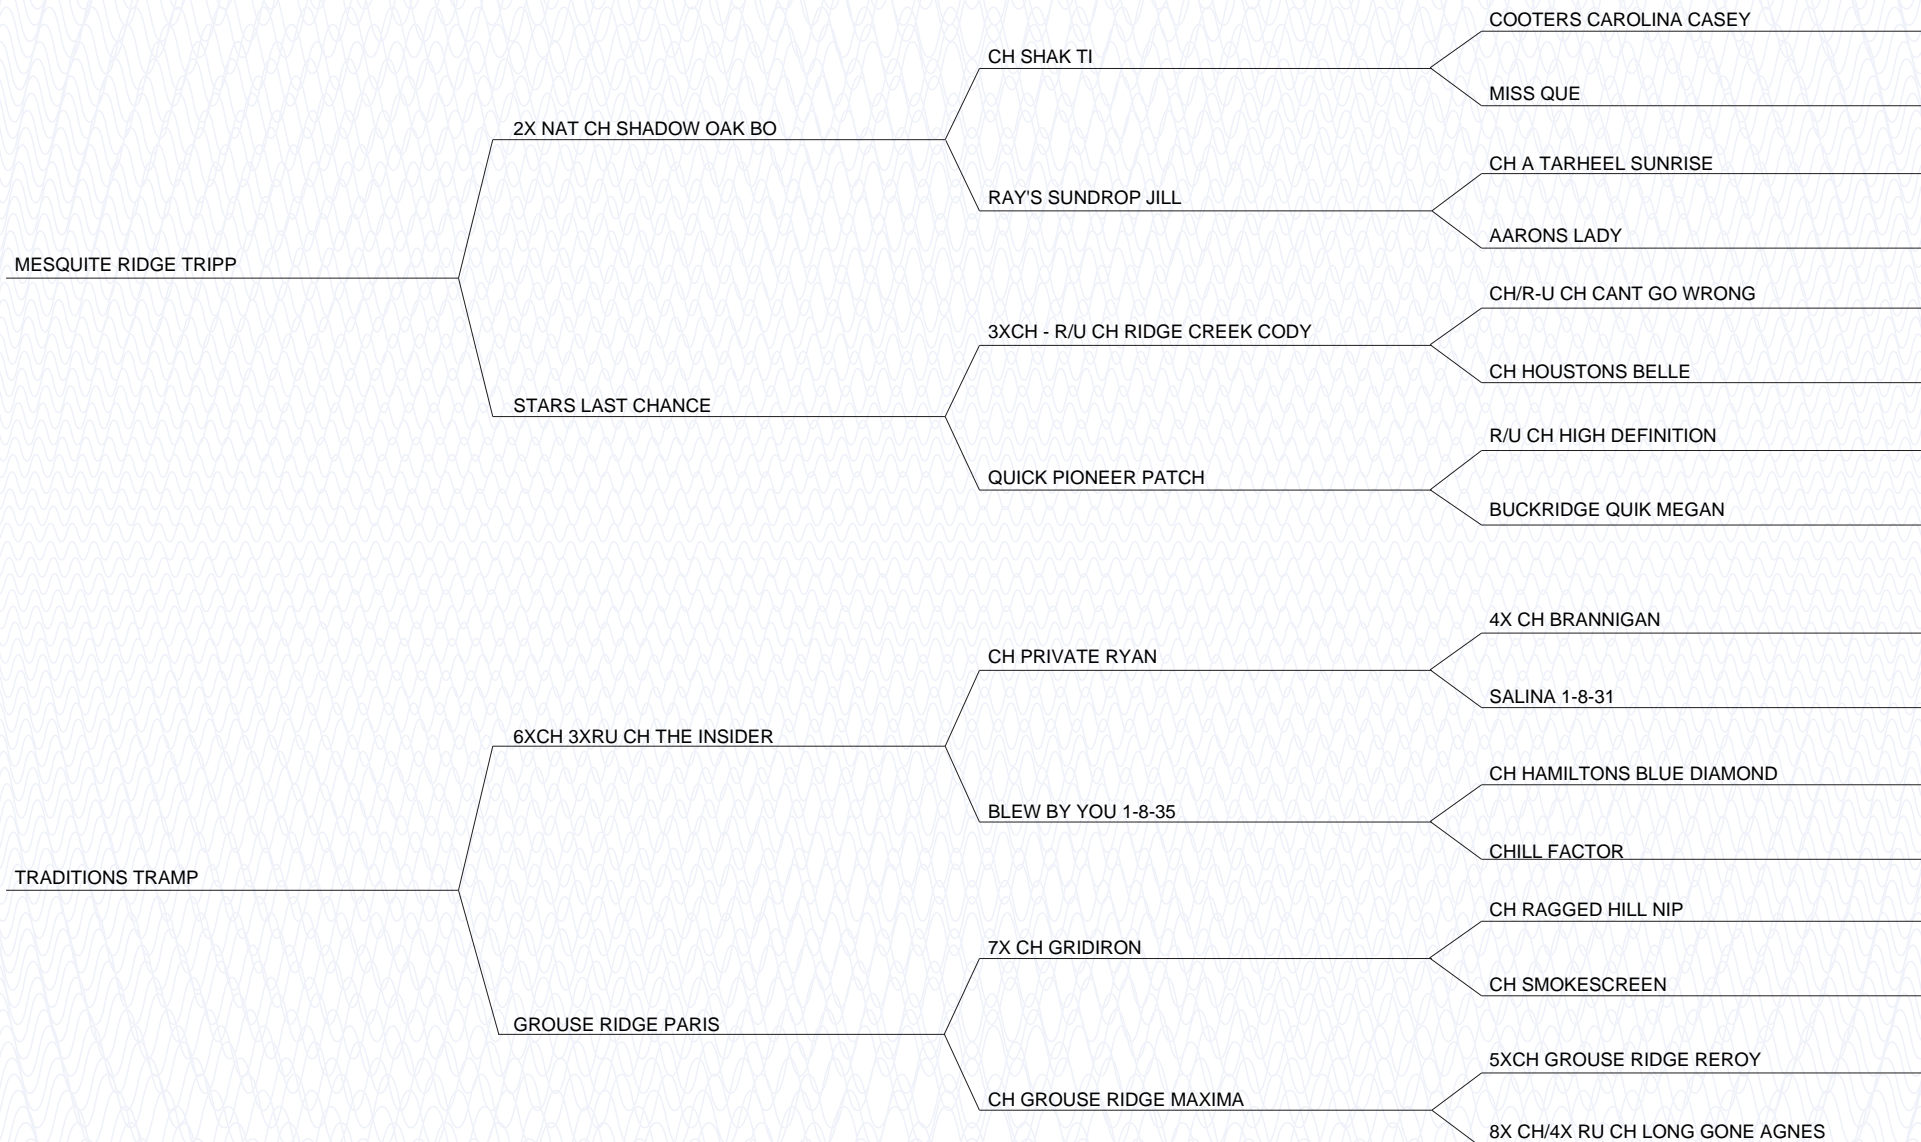 COOTERS CAROLINA CASEY
CH SHAK TI
MISS QUE
2X NAT CH SHADOW OAK BO
CH A TARHEEL SUNRISE
RAY'S SUNDROP JILL
AARONS LADY
MESQUITE RIDGE TRIPP
CH/R-U CH CANT GO WRONG
3XCH - R/U CH RIDGE CREEK CODY
CH HOUSTONS BELLE
STARS LAST CHANCE
R/U CH HIGH DEFINITION
QUICK PIONEER PATCH
BUCKRIDGE QUIK MEGAN
4X CH BRANNIGAN
CH PRIVATE RYAN
SALINA 1-8-31
6XCH 3XRU CH THE INSIDER
CH HAMILTONS BLUE DIAMOND
BLEW BY YOU 1-8-35
CHILL FACTOR
TRADITIONS TRAMP
CH RAGGED HILL NIP
7X CH GRIDIRON
CH SMOKESCREEN
GROUSE RIDGE PARIS
5XCH GROUSE RIDGE REROY
CH GROUSE RIDGE MAXIMA
8X CH/4X RU CH LONG GONE AGNES